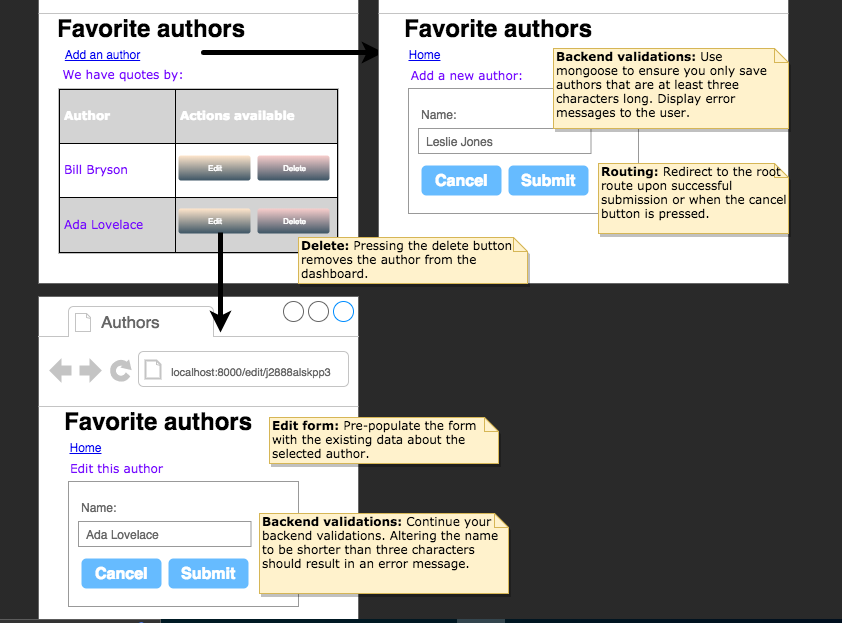 Favorite authors
Add an author
We have quotes by:
Author Actions available
Bill Bryson Edit Delete
Ada Lovelace Edit Delete
Delete: Pressing the delete button
removes the author from the
dashboard.
Favorite authors
Home
Add a new author:
Name:
Leslie Jones
Cancel Submit
Backend validations: Use
mongoose to ensure you only save
authors that are at least three
characters long. Display error
messages to the user.
Routing: Redirect to the root
route upon successful
submission or when the cancel
button is pressed.
Authors
localhost:8000/edit/j2888alskpp3
Favorite authors
Home
Edit this author
Name:
Ada Lovelace
Cancel Submit
Edit form: Pre-populate the form
with the existing data about the
selected author.
Backend validations: Continue your
backend validations. Altering the name
to be shorter than three characters
should result in an error message.